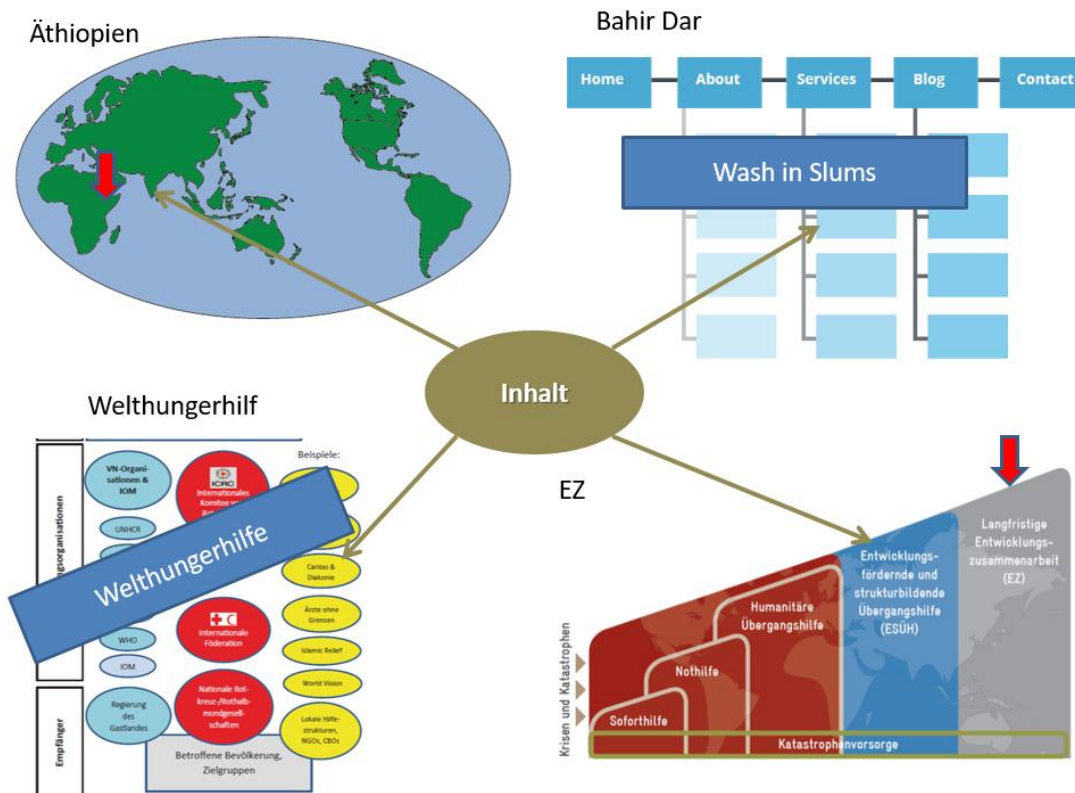 Äthiopien
Bahir Dar
Home
About
Services
Blog
Contact
Wash in Slums
Inhalt
Welthungerhilf
Beispiele:
VN-Organi-
sationen &
IOM
ICRC
Internationales
UNHCR
Welthungerhilfe
Caritas &
Diakonie
Ärzte ohne
Grenzen
WHO
Internationale
Föderation
Islamic Relief
IOM
World Vision
Regierung
des
Gastlandes
Nationale Rot-
kreuz-/Rothalb-
mondgesell-
schaften
Lokale Hilfe-
strukturen,
NGOs, CBOs
Empfänger
Betroffene Bevölkerung,
Zielgruppen
EZ
Krisen und Katastrophen
Soforthilfe
Nothilfe
Humanitäre
Übergangshilfe
Entwicklungs-
fördernde und
strukturbildende
Übergangshilfe
(ESÜH)
Langfristige
Entwicklungs-
zusammenarbeit
(EZ)
Katastrophenvorsorge